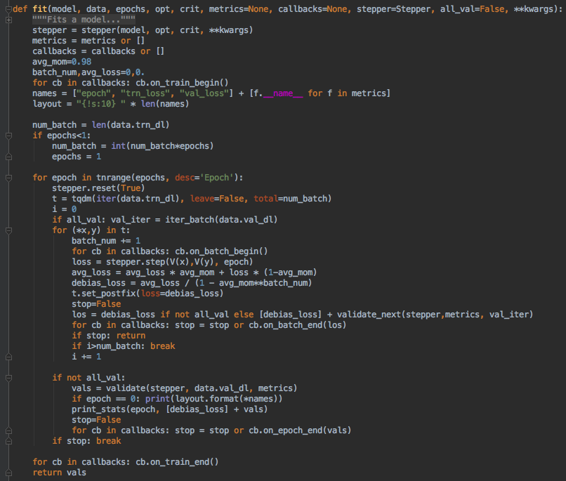 def fit(model, data, epochs, opt, crit, metrics=None, callbacks=None, stepper=Stepper, all_val=False, **kwargs):
    """Fits a model..."""
    stepper = stepper(model, opt, crit, **kwargs)
    metrics = metrics or []
    callbacks = callbacks or []
    avg_mom=0.98
    batch_num,avg_loss=0,0.
    for cb in callbacks: cb.on_train_begin()
    names = ["epoch", "trn_loss", "val_loss"] + [f.__name__ for f in metrics]
    layout = "{!s:10} " * len(names)

    num_batch = len(data.trn_dl)
    if epochs<1:
        num_batch = int(num_batch*epochs)
        epochs = 1

    for epoch in tnrange(epochs, desc='Epoch'):
        stepper.reset(True)
        t = tqdm(iter(data.trn_dl), leave=False, total=num_batch)
        i = 0
        if all_val: val_iter = iter_batch(data.val_dl)
        for (*x,y) in t:
            batch_num += 1
            for cb in callbacks: cb.on_batch_begin()
            loss = stepper.step(V(x),V(y), epoch)
            avg_loss = avg_loss * avg_mom + loss * (1-avg_mom)
            debias_loss = avg_loss / (1 - avg_mom**batch_num)
            t.set_postfix(loss=debias_loss)
            stop=False
            los = debias_loss if not all_val else [debias_loss] + validate_next(stepper,metrics, val_iter)
            for cb in callbacks: stop = stop or cb.on_batch_end(los)
            if stop: return
            if i>num_batch: break
            i += 1

        if not all_val:
            vals = validate(stepper, data.val_dl, metrics)
            if epoch == 0: print(layout.format(*names))
            print_stats(epoch, [debias_loss] + vals)
            stop=False
            for cb in callbacks: stop = stop or cb.on_epoch_end(vals)
        if stop: break

    for cb in callbacks: cb.on_train_end()
    return vals